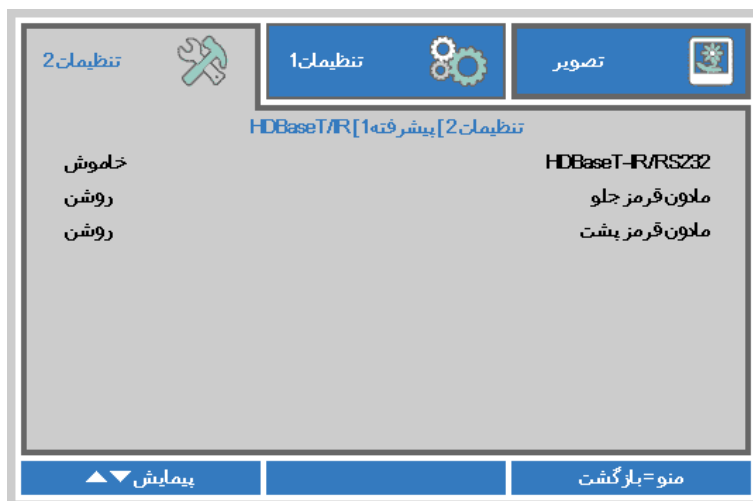 تصویر
تنظیمات1
تنظیمات2
تنظیمات2]پیشرفته1[HDBaseT/IR
HDBaseT-IR/RS232 خاموش
مادون قرمز جلو روشن
مادون قرمز پشت روشن
منو=بازگشت پیمایش▼▲